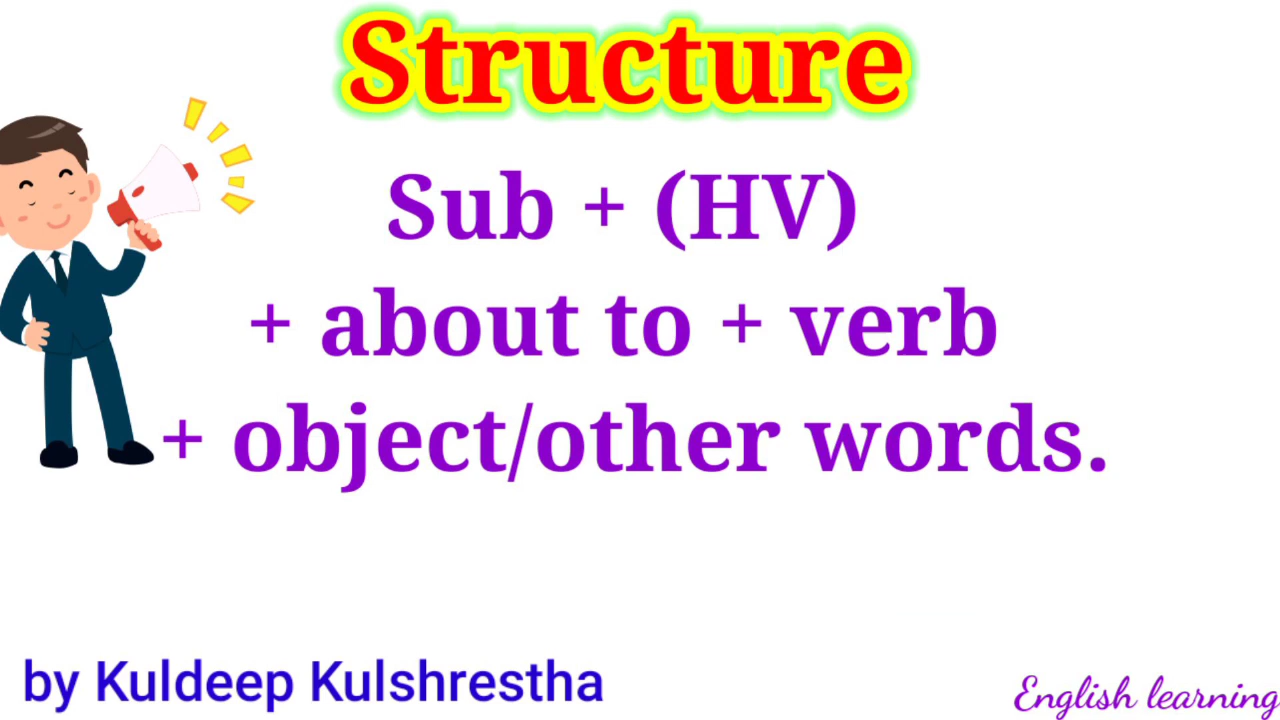 Structure
Sub + (HV)
+ about to + verb
+ object/other words.
by Kuldeep Kulshrestha
English learning